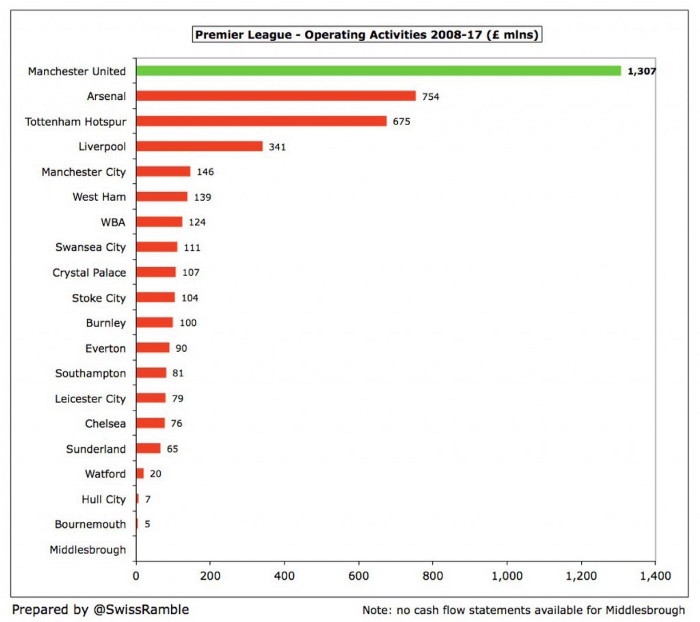 Premier League - Operating Activities 2008-17 (£ mlns)
Manchester United 1,307
Arsenal 754
Tottenham Hotspur 675
Liverpool 341
Manchester City 146
West Ham 139
WBA 124
Swansea City 111
Crystal Palace 107
Stoke City 104
Burnley 100
Everton 90
Southampton 81
Leicester City 79
Chelsea 76
Sunderland 65
Watford 20
Hull City 7
Bournemouth 5
Middlesbrough
0 200 400 600 800 1,000 1,200 1,400
Prepared by @SwissRamble Note: no cash flow statements available for Middlesbrough